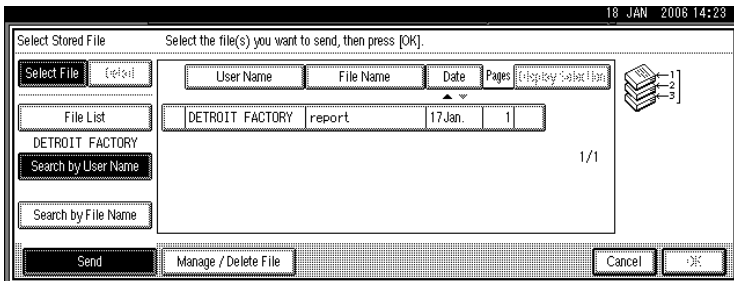 18 JAN 2006 14:23
Select Stored File
Select the file(s) you want to send, then press [OK].
Select File
Detail
User Name
File Name
Date
Pages
Display Selection
1
2
3
File List
DETROIT FACTORY
report
17Jan.
1
DETROIT FACTORY
1/1
Search by User Name
Search by File Name
Send
Manage / Delete File
Cancel
OK